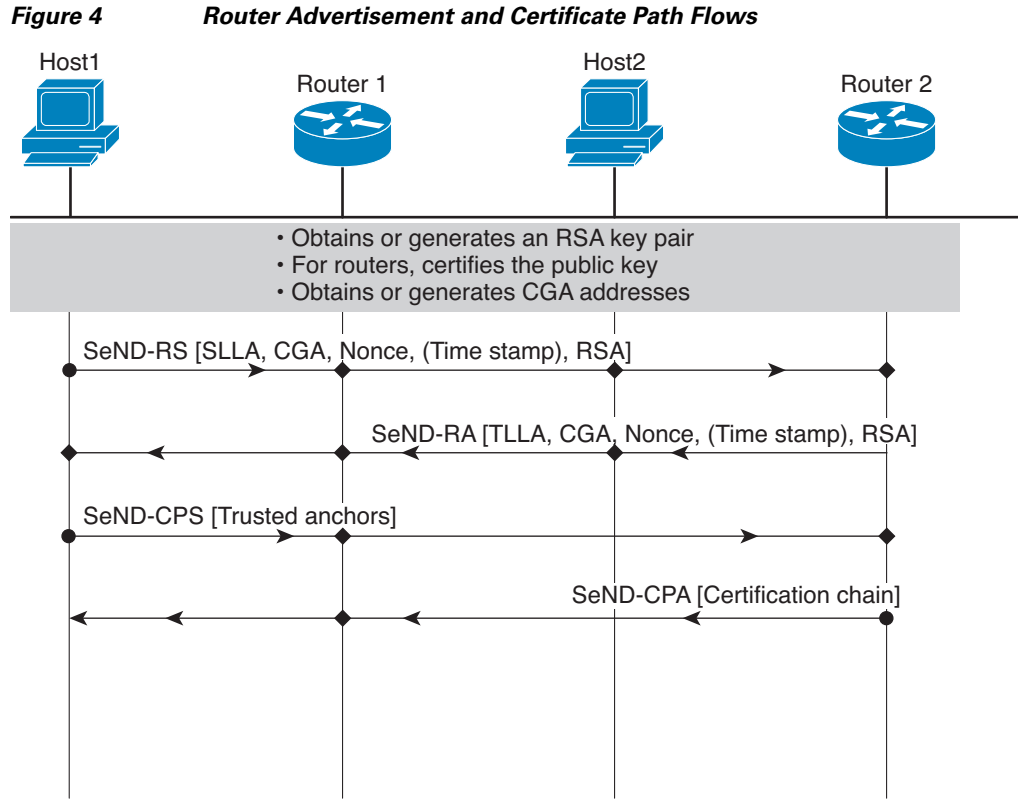 Figure 4 Router Advertisement and Certificate Path Flows
Host1
Router 1
Host2
Router 2
• Obtains or generates an RSA key pair
• For routers, certifies the public key
• Obtains or generates CGA addresses
SeND-RS [SLLA, CGA, Nonce, (Time stamp), RSA]
SeND-RA [TLLA, CGA, Nonce, (Time stamp), RSA]
SeND-CPS [Trusted anchors]
SeND-CPA [Certification chain]